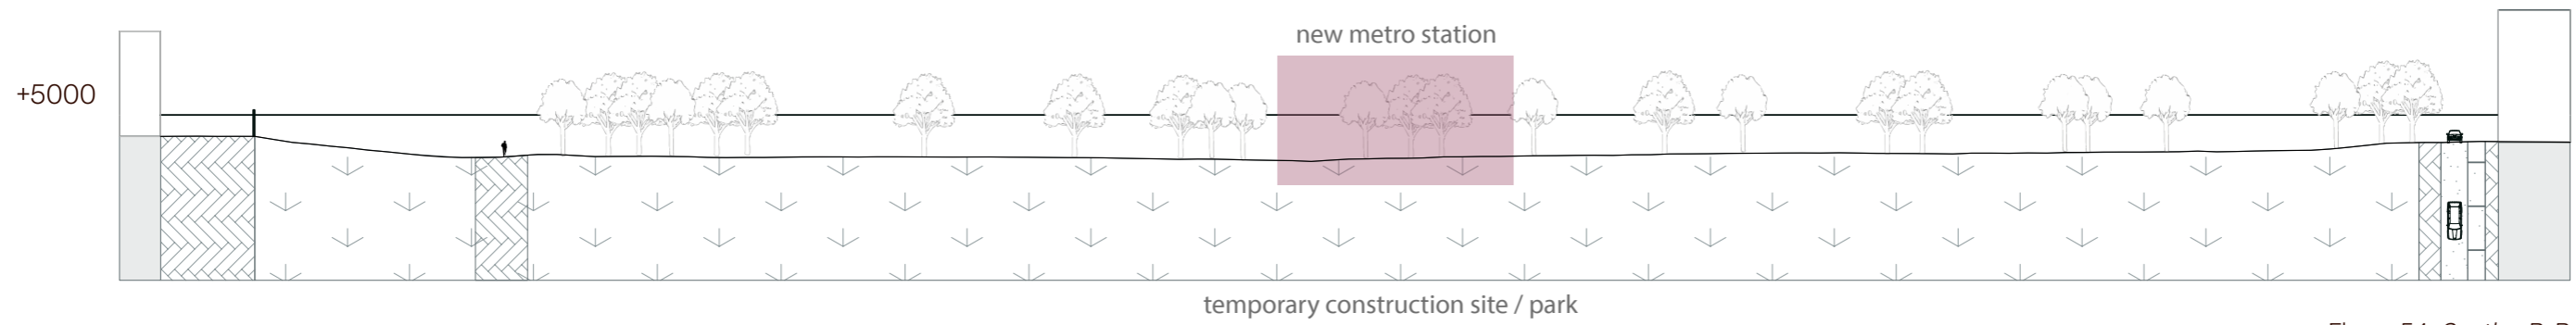 new metro station
+5000
temporary construction site / park